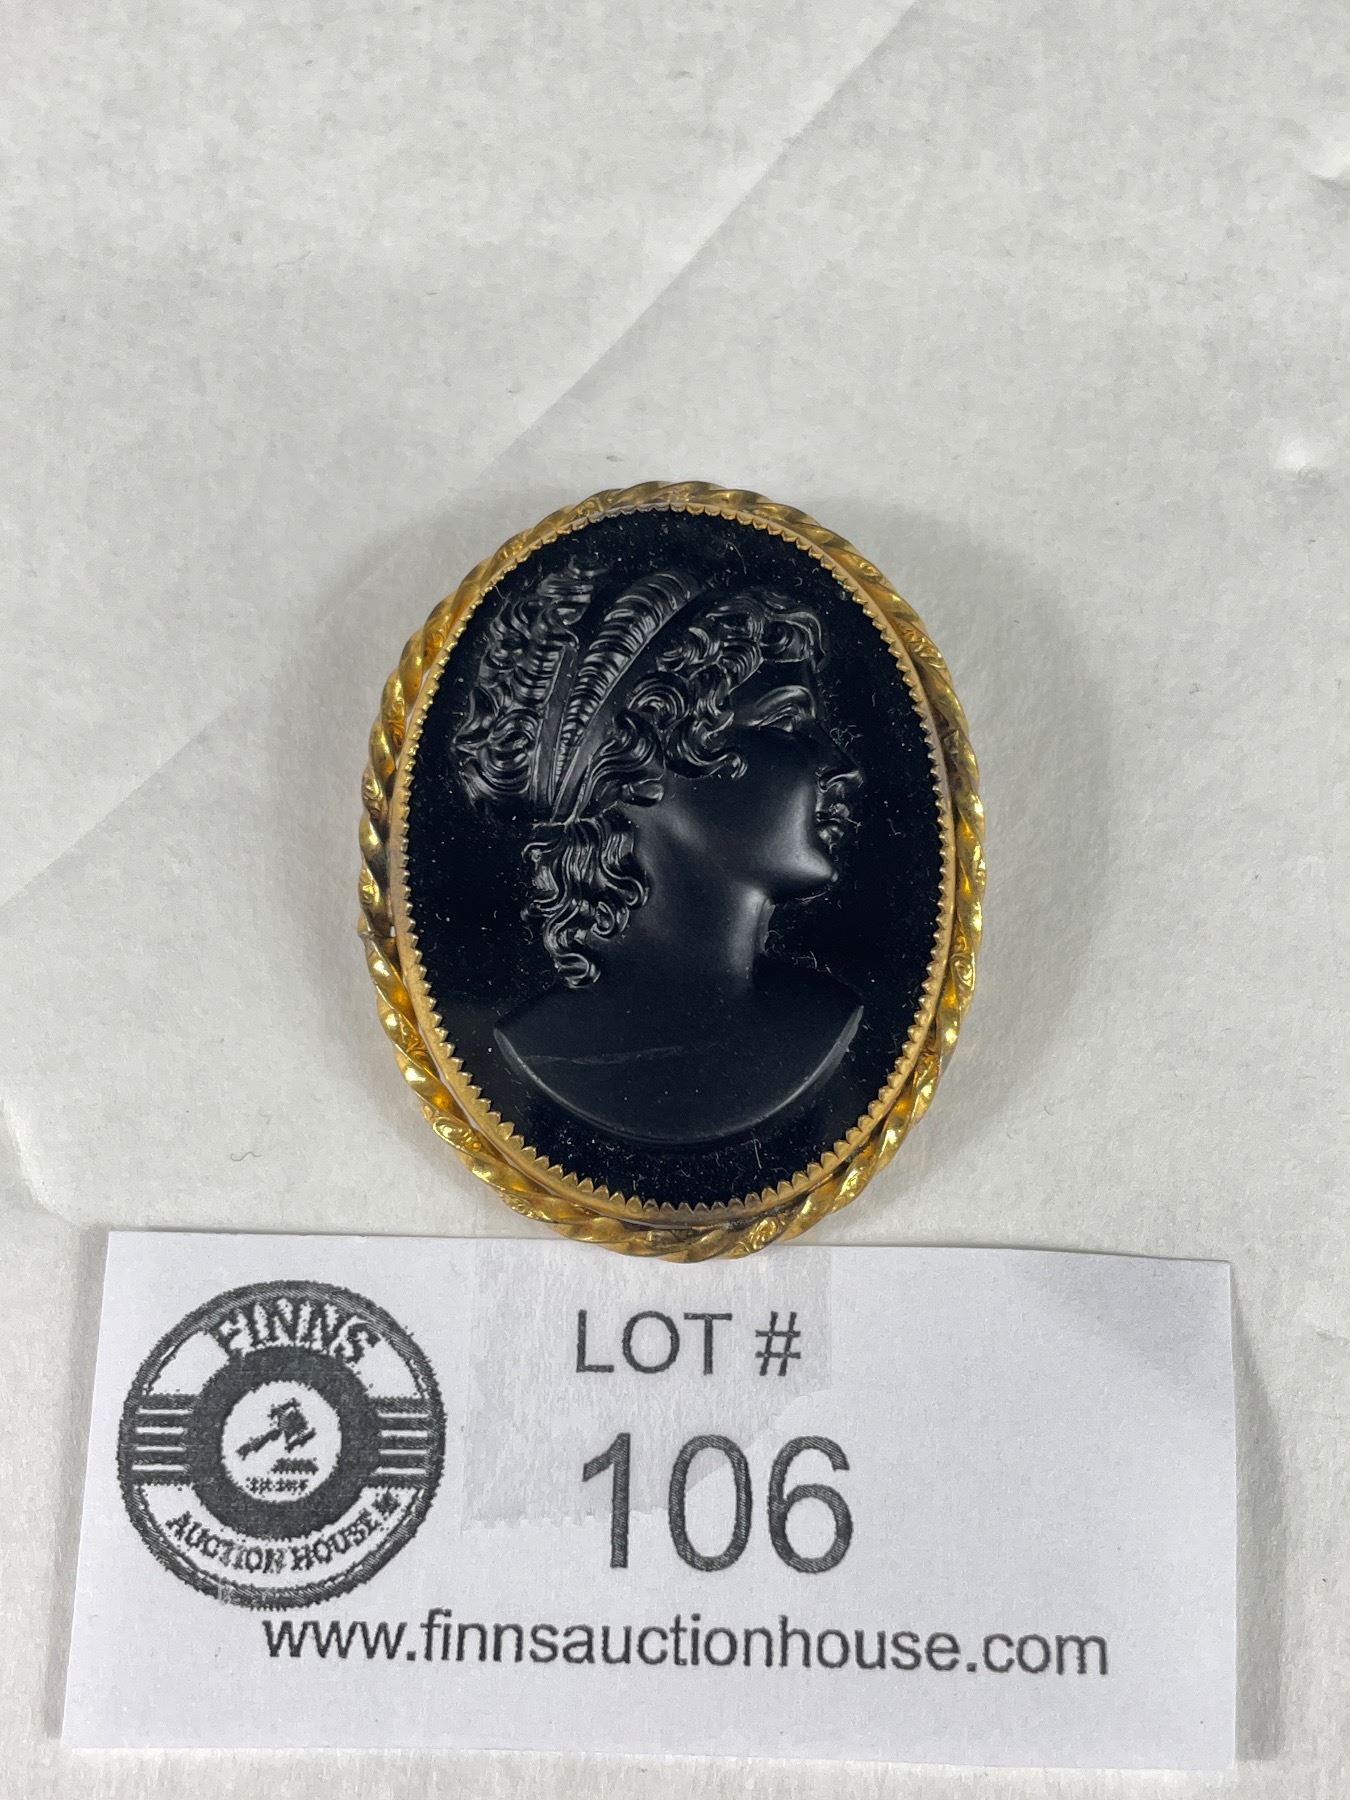 FINNS
AUCTION HOUSE
LOT #
106
www.finnsauctionhouse.com